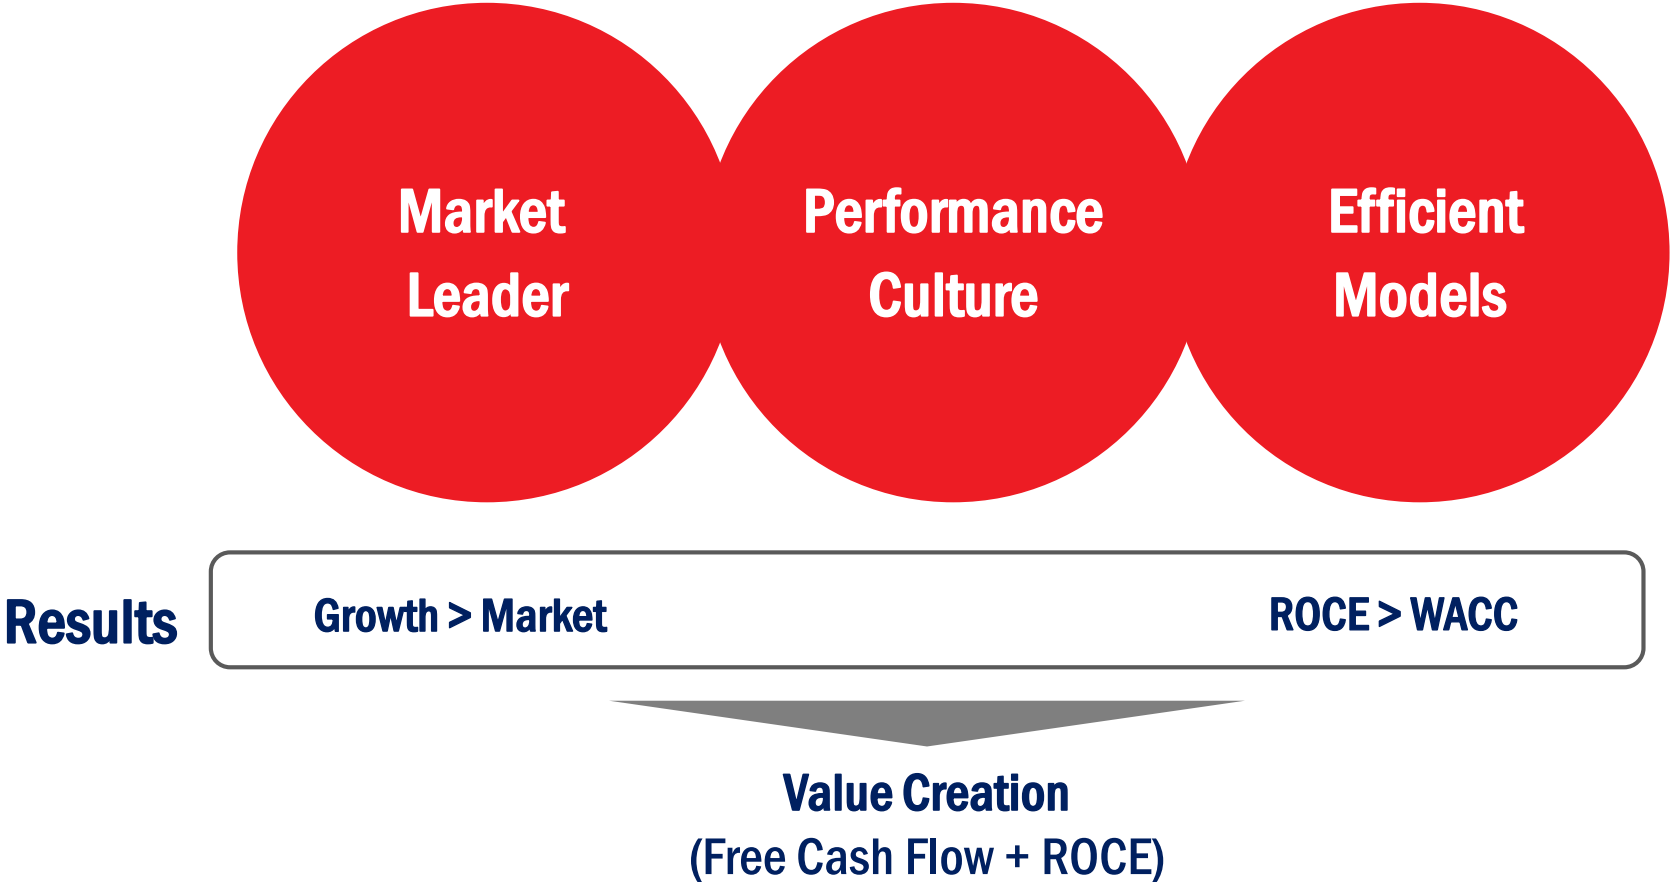 Market
Leader
Performance
Culture
Efficient
Models
Results
Growth > Market
ROCE > WACC
Value Creation
(Free Cash Flow + ROCE)